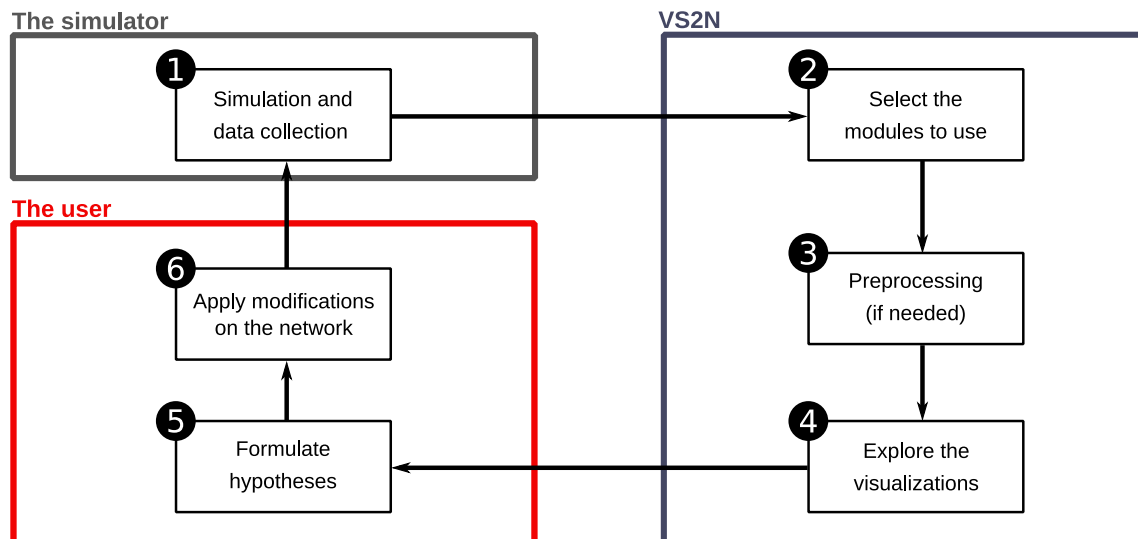 The simulator
VS2N
1
Simulation and
data collection
2
Select the
modules to use
The user
3
Preprocessing
(if needed)
6
Apply modifications
on the network
4
Explore the
visualizations
5
Formulate
hypotheses